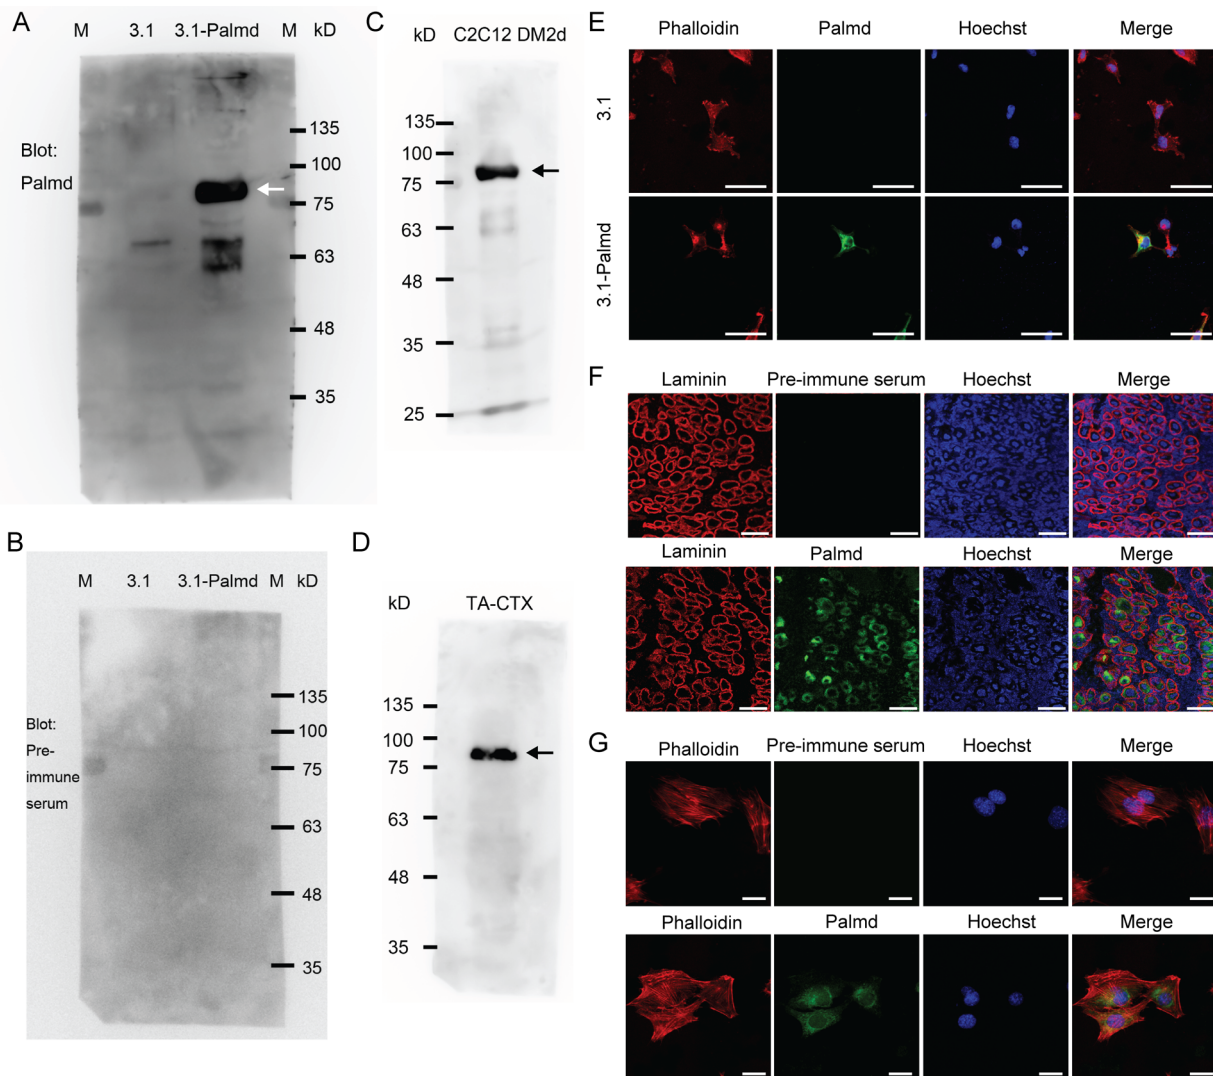 A
M 3.1 3.1-Palmd M kD
Blot:
Palmd
135
100
75
63
48
35
B
M 3.1 3.1-Palmd M kD
Blot:
Pre-
immune
serum
135
100
75
63
48
35
C
kD C2C12 DM2d
135
100
75
63
48
35
25
D
kD TA-CTX
135
100
75
63
48
35
E
Phalloidin Palmd Hoechst Merge
3.1
3.1-Palmd
F
Laminin Pre-immune serum Hoechst Merge
Laminin Palmd Hoechst Merge
G
Phalloidin Pre-immune serum Hoechst Merge
Phalloidin Palmd Hoechst Merge